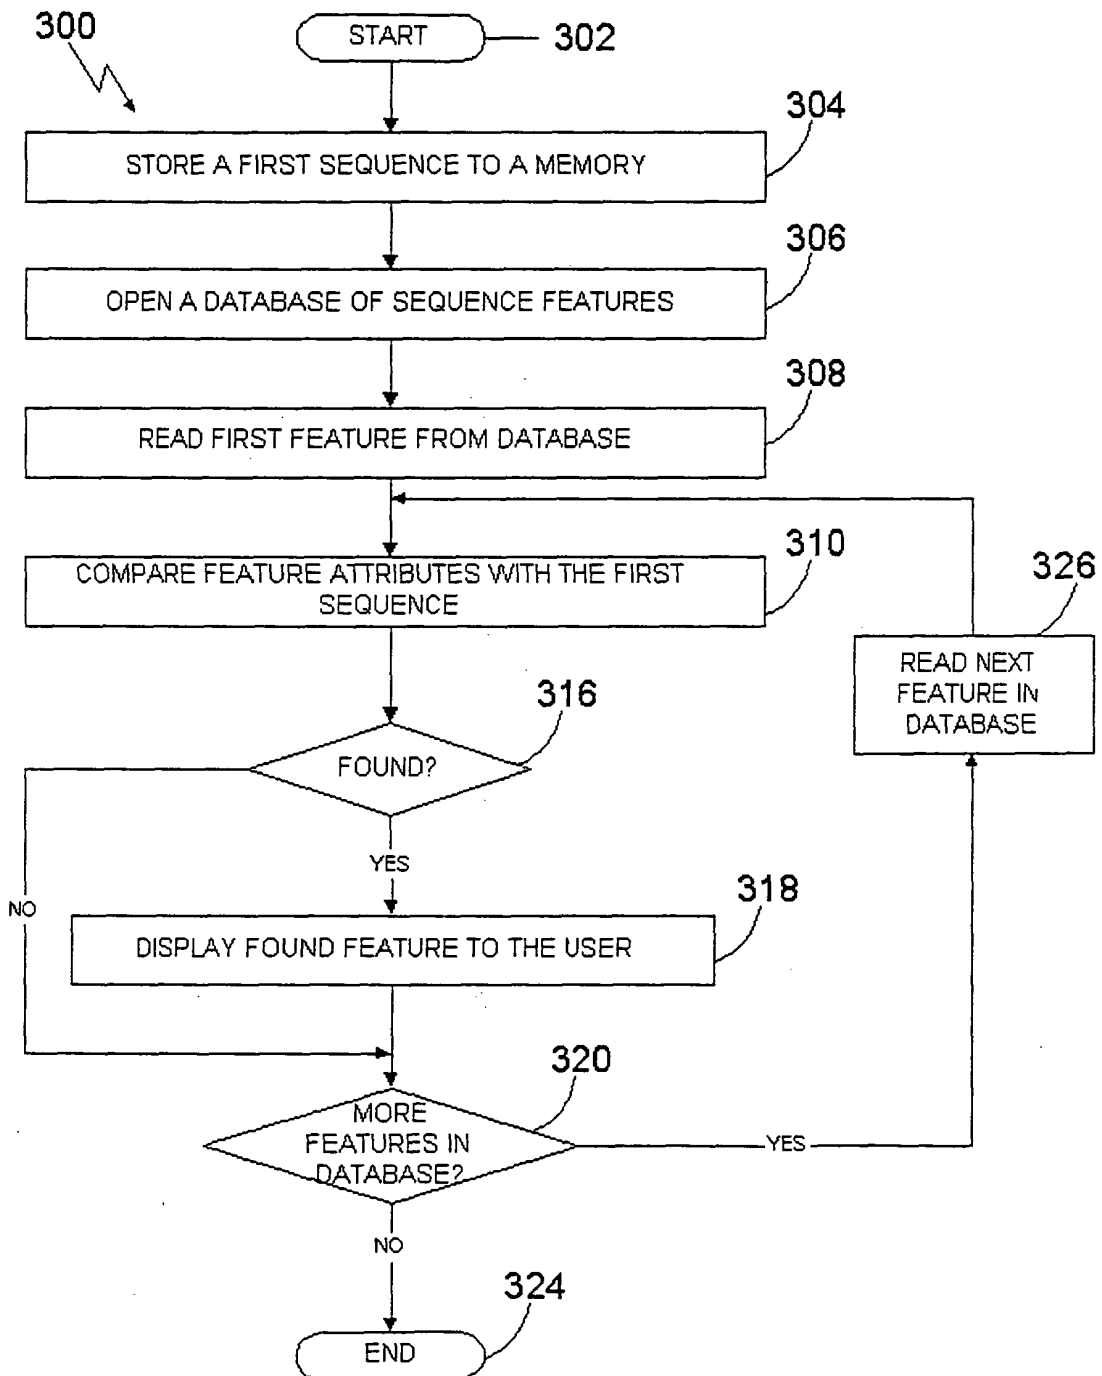 300
START
302
304
STORE A FIRST SEQUENCE TO A MEMORY
306
OPEN A DATABASE OF SEQUENCE FEATURES
308
READ FIRST FEATURE FROM DATABASE
310
COMPARE FEATURE ATTRIBUTES WITH THE FIRST
SEQUENCE
326
READ NEXT
FEATURE IN
DATABASE
316
FOUND?
YES
NO
318
DISPLAY FOUND FEATURE TO THE USER
320
MORE
FEATURES IN
DATABASE?
YES
NO
324
END